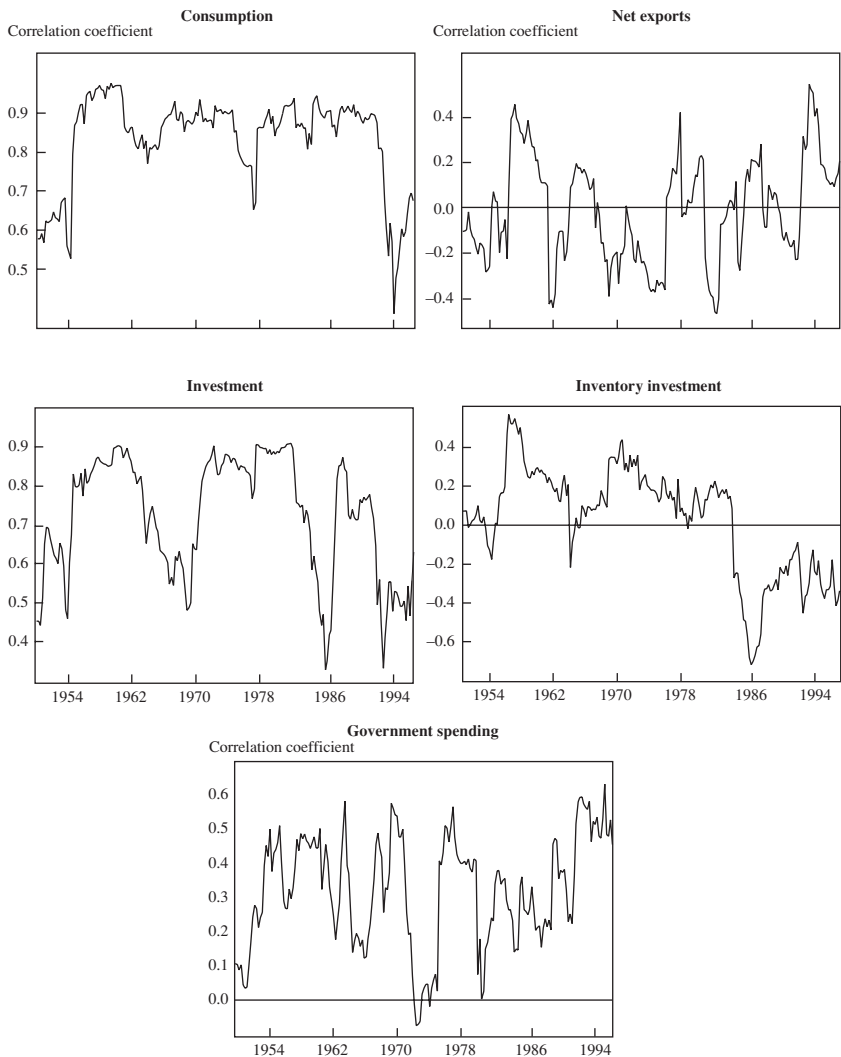 Consumption
Correlation coefficient
0.9
0.8
0.7
0.6
0.5
Net exports
Correlation coefficient
0.4
0.2
0.0
–0.2
–0.4
Investment
0.9
0.8
0.7
0.5
0.4
1954 1962 1970 1978 1986 1994
Inventory investment
0.4
0.2
0.0
–0.2
–0.4
–0.6
1954 1962 1970 1978 1986 1994
Government spending
Correlation coefficient
0.6
0.5
0.4
0.3
0.2
0.1
0.0
1954 1962 1970 1978 1986 1994